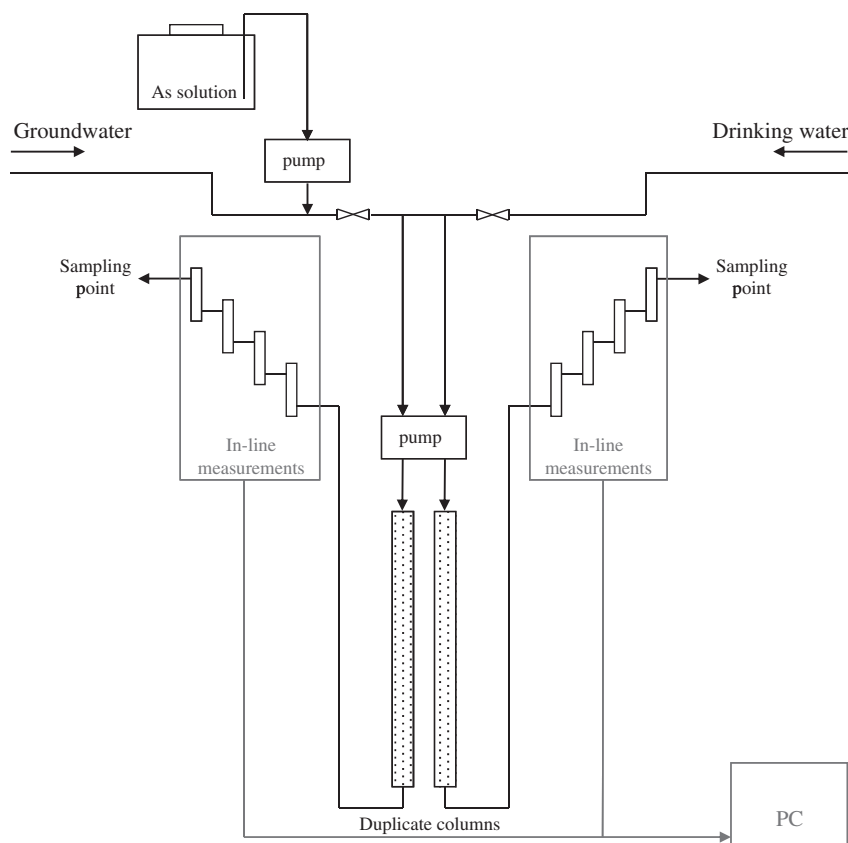 As solution
Groundwater
Drinking water
pump
Sampling
point
Sampling
point
pump
In-line
measurements
In-line
measurements
Duplicate columns
PC